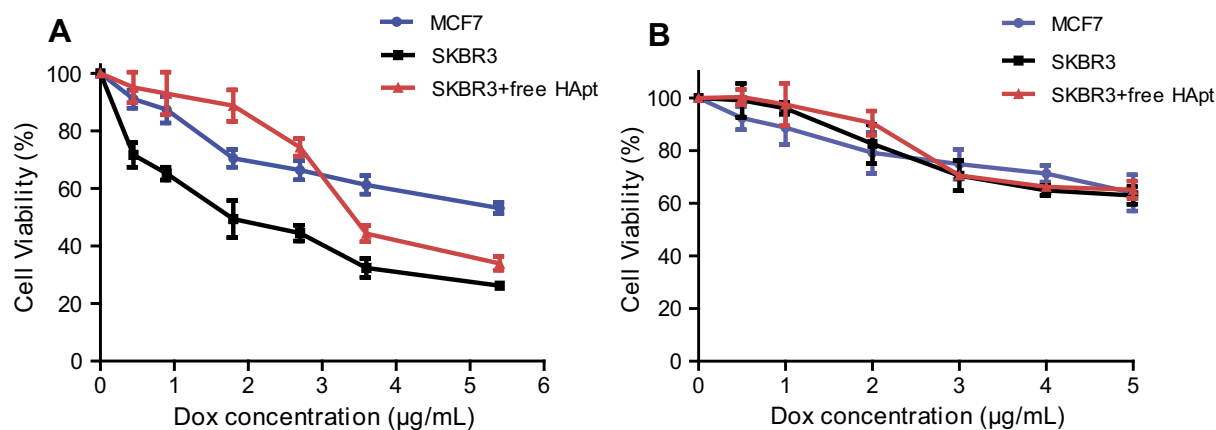 A
MCF7
SKBR3
SKBR3+free HApt
Cell Viability (%)
100
80
60
40
20
0
0 1 2 3 4 5 6
Dox concentration (µg/mL)
B
MCF7
SKBR3
SKBR3+free HApt
Cell Viability (%)
100
80
60
40
20
0
0 1 2 3 4 5
Dox concentration (µg/mL)